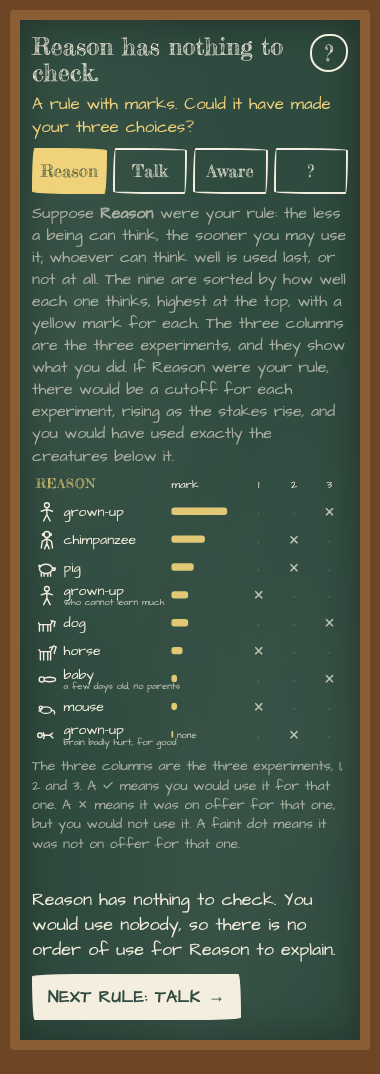 Reason has nothing to
check.
?
A rule with marks. Could it have made
your three choices?
Reason Talk Aware ?
Suppose Reason were your rule: the less
a being can think, the sooner you may use
it; whoever can think well is used last, or
not at all. The nine are sorted by how well
each one thinks, highest at the top, with a
yellow mark for each. The three columns
are the three experiments, and they show
what you did. If Reason were your rule,
there would be a cutoff for each
experiment, rising as the stakes rise, and
you would have used exactly the
creatures below it.
REASON mark 1 2 3
grown-up ×
chimpanzee ×
pig ×
grown-up ×
who cannot learn much
dog ×
horse ×
baby ×
a few days old, no parents
mouse ×
grown-up none ×
brain badly hurt, for good
The three columns are the three experiments, 1,
2 and 3. A ✓ means you would use it for that
one. A × means it was on offer for that one,
but you would not use it. A faint dot means it
was not on offer for that one.
Reason has nothing to check. You
would use nobody, so there is no
order of use for Reason to explain.
NEXT RULE: TALK →